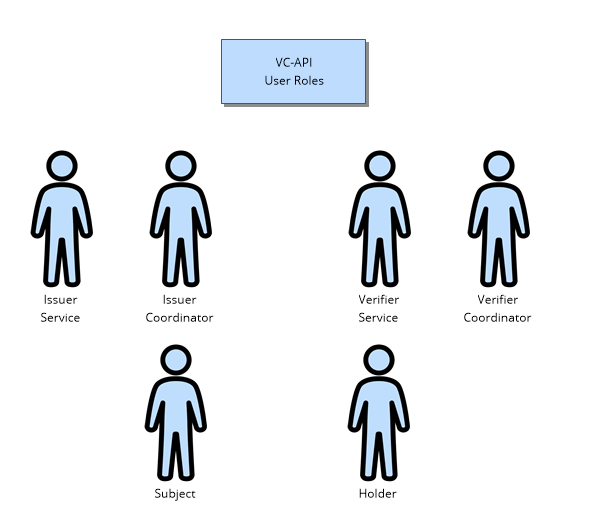 VC-API
User Roles
Issuer
Service
Issuer
Coordinator
Verifier
Service
Verifier
Coordinator
Subject
Holder